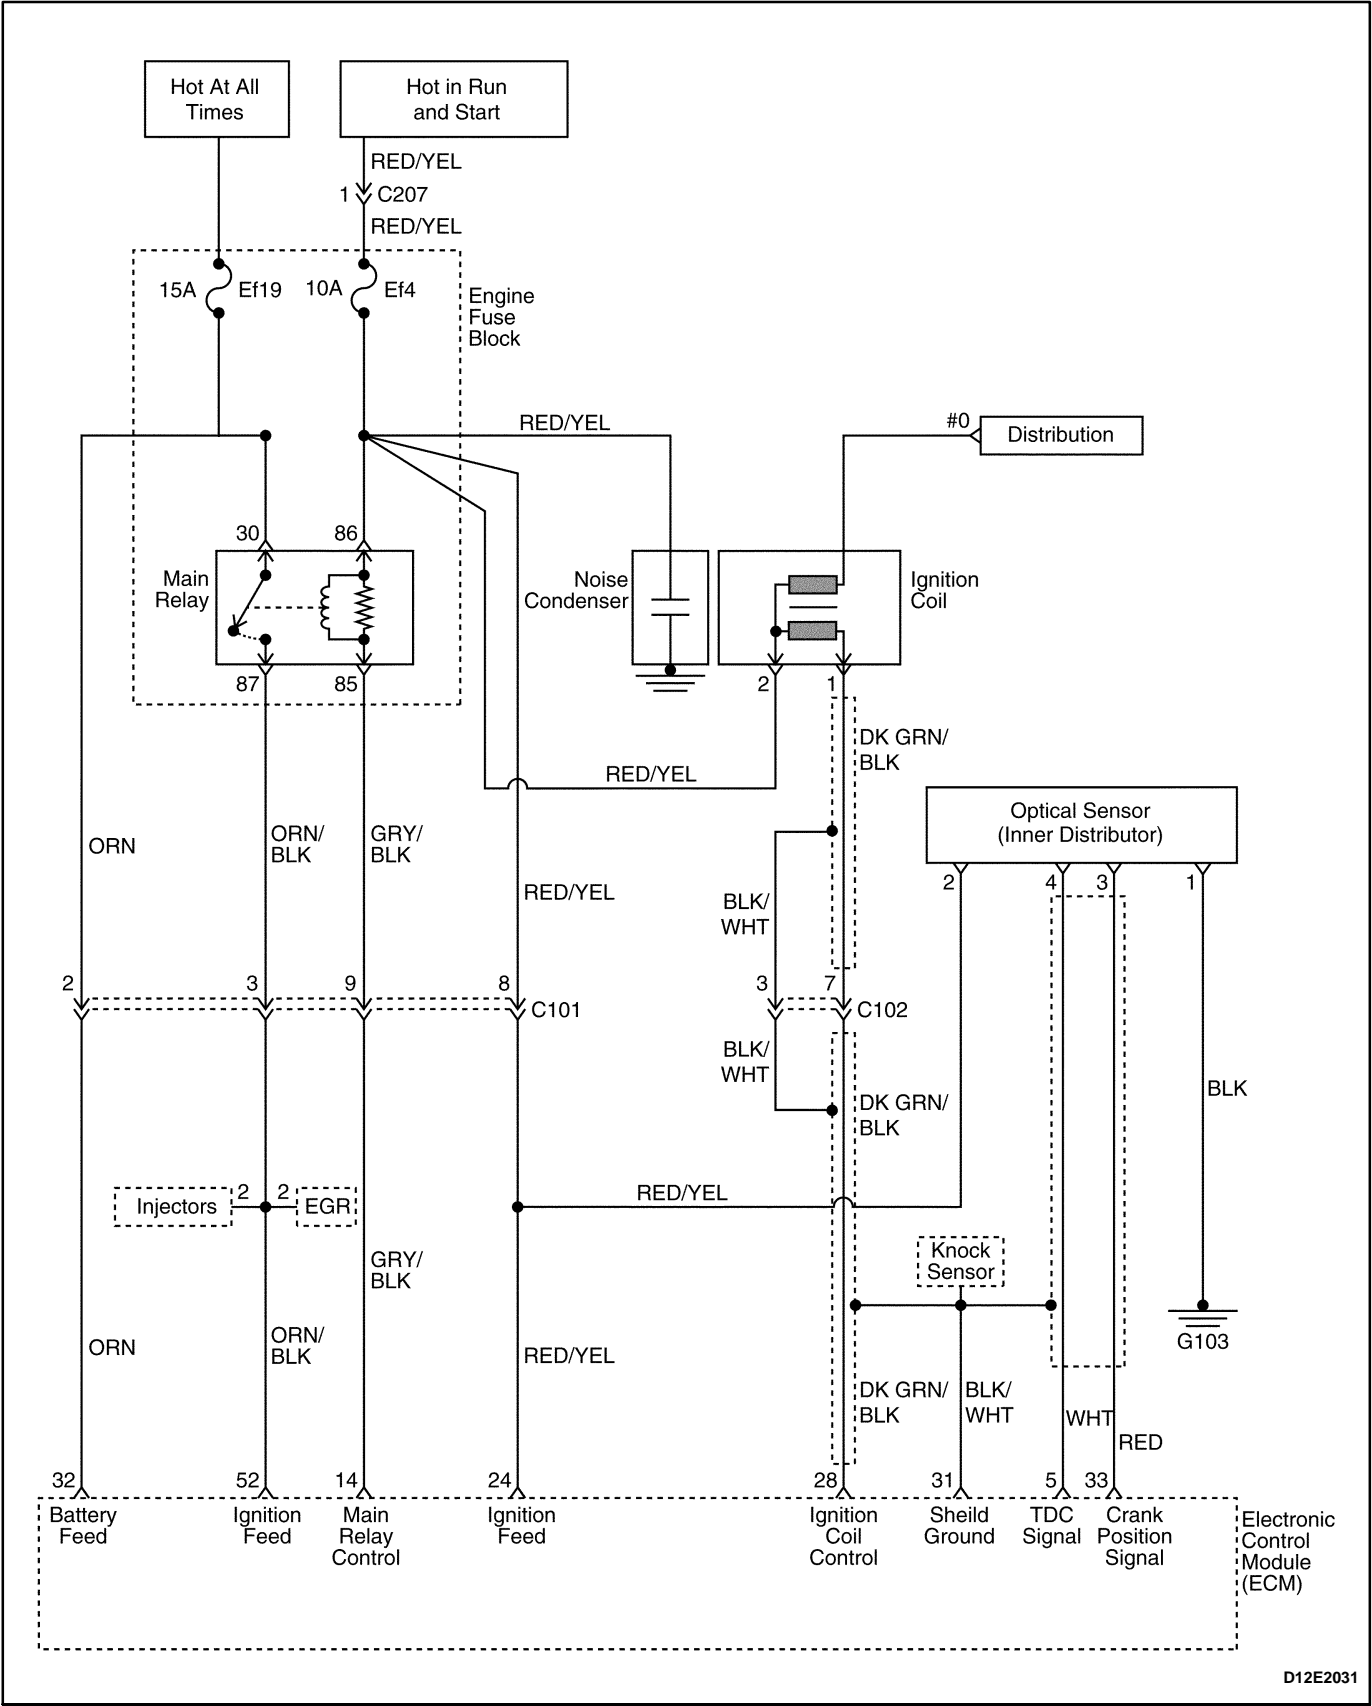 Hot At All
Times
Hot in Run
and Start
RED/YEL
1
C207
RED/YEL
15A
Ef19
10A
Ef4
Engine
Fuse
Block
RED/YEL
#0
Distribution
30
86
Main
Relay
Noise
Condenser
Ignition
Coil
87
85
2
1
DK GRN/
BLK
RED/YEL
Optical Sensor
(Inner Distributor)
ORN
ORN/
BLK
GRY/
BLK
RED/YEL
2
4
3
1
BLK/
WHT
2
3
9
8
C101
3
7
C102
BLK/
WHT
DK GRN/
BLK
BLK
Injectors
2
2
EGR
RED/YEL
GRY/
BLK
Knock
Sensor
G103
ORN
ORN/
BLK
RED/YEL
DK GRN/
BLK
BLK/
WHT
WHT
RED
32
52
14
24
28
31
5
33
Battery
Feed
Ignition
Feed
Main
Relay
Control
Ignition
Feed
Ignition
Coil
Control
Sheild
Ground
TDC
Signal
Crank
Position
Signal
Electronic
Control
Module
(ECM)
D12E2031